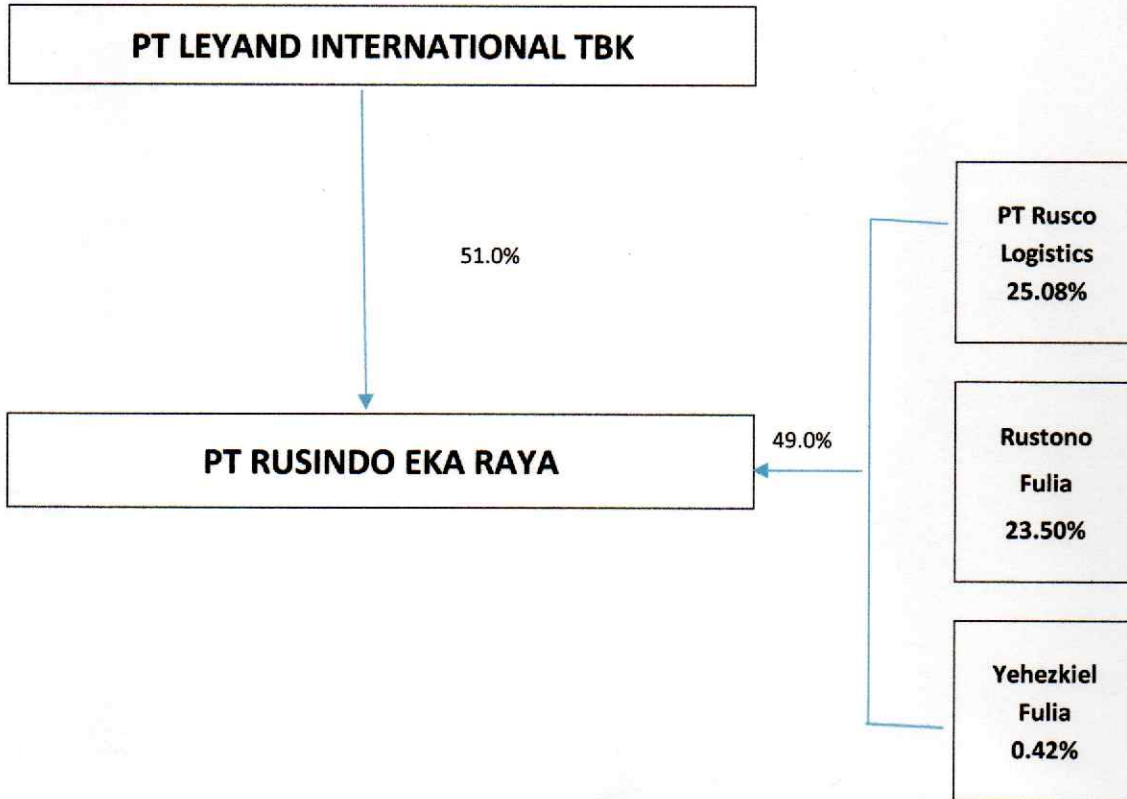 PT LEYAND INTERNATIONAL TBK
51.0%
PT RUSINDO EKA RAYA
49.0%
PT Rusco
Logistics
25.08%
Rustono
Fulia
23.50%
Yehezkiel
Fulia
0.42%